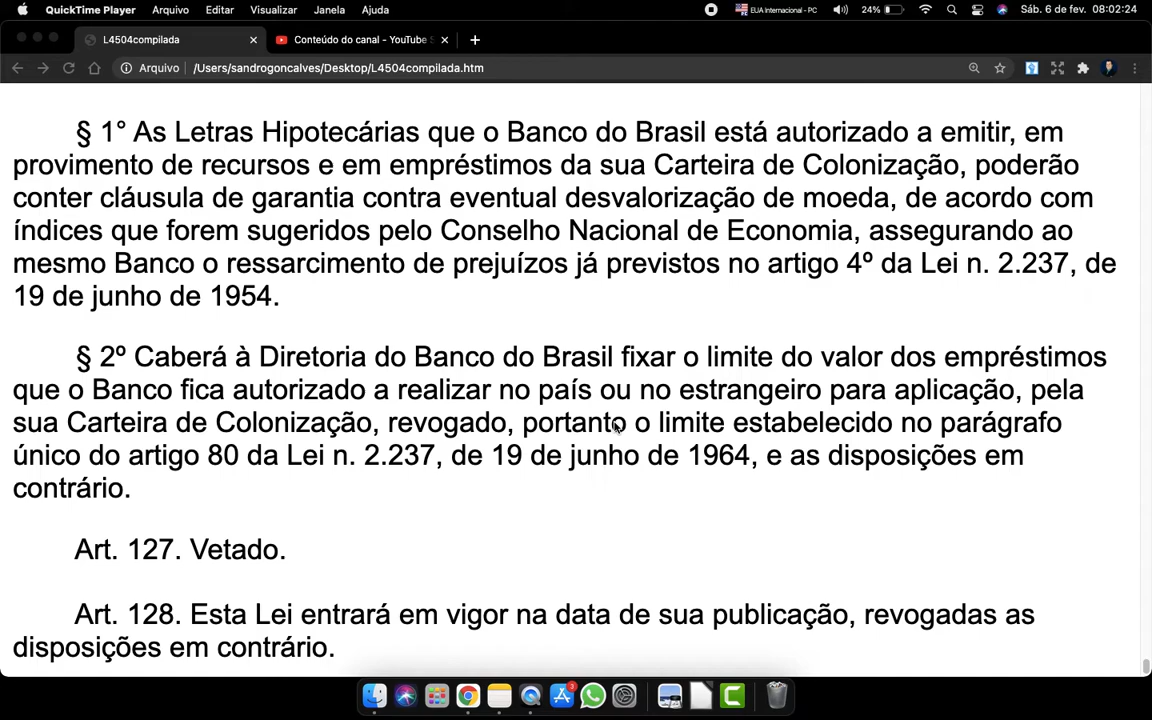 QuickTime Player Arquivo Editar Visualizar Janela Ajuda EUA Internacional - PC 24% Sáb. 6 de fev. 08:02:24
L4504compilada Conteúdo do canal - YouTube
Arquivo /Users/sandrogoncalves/Desktop/L4504compilada.htm
§ 1° As Letras Hipotecárias que o Banco do Brasil está autorizado a emitir, em
provimento de recursos e em empréstimos da sua Carteira de Colonização, poderão
conter cláusula de garantia contra eventual desvalorização de moeda, de acordo com
índices que forem sugeridos pelo Conselho Nacional de Economia, assegurando ao
mesmo Banco o ressarcimento de prejuízos já previstos no artigo 4º da Lei n. 2.237, de
19 de junho de 1954.
§ 2º Caberá à Diretoria do Banco do Brasil fixar o limite do valor dos empréstimos
que o Banco fica autorizado a realizar no país ou no estrangeiro para aplicação, pela
sua Carteira de Colonização, revogado, portanto o limite estabelecido no parágrafo
único do artigo 80 da Lei n. 2.237, de 19 de junho de 1964, e as disposições em
contrário.
Art. 127. Vetado.
Art. 128. Esta Lei entrará em vigor na data de sua publicação, revogadas as
disposições em contrário.
3